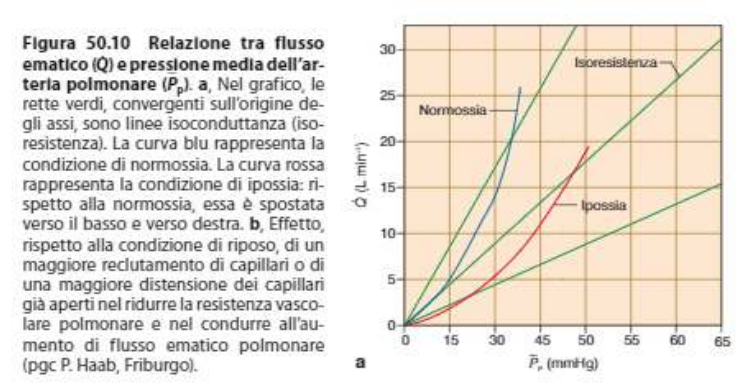 Figura 50.10 Relazione tra flusso
ematico (Q̇) e pressione media dell'ar-
teria polmonare (P̄ₚ). a, Nel grafico, le
rette verdi, convergenti sull'origine de-
gli assi, sono linee isoconduttanza (iso-
resistenza). La curva blu rappresenta la
condizione di normossia. La curva rossa
rappresenta la condizione di ipossia: ri-
spetto alla normossia, essa è spostata
verso il basso e verso destra. b, Effetto,
rispetto alla condizione di riposo, di un
maggiore reclutamento di capillari o di
una maggiore distensione dei capillari
già aperti nel ridurre la resistenza vasco-
lare polmonare e nel condurre all'au-
mento di flusso ematico polmonare
(pgc P. Haab, Friburgo).
30
25
20
15
10
5
0
Q̇ (L min⁻¹)
Isoresistenza
Normossia
Ipossia
0 15 30 45 50 55 60 65
P̄ₚ (mmHg)
a